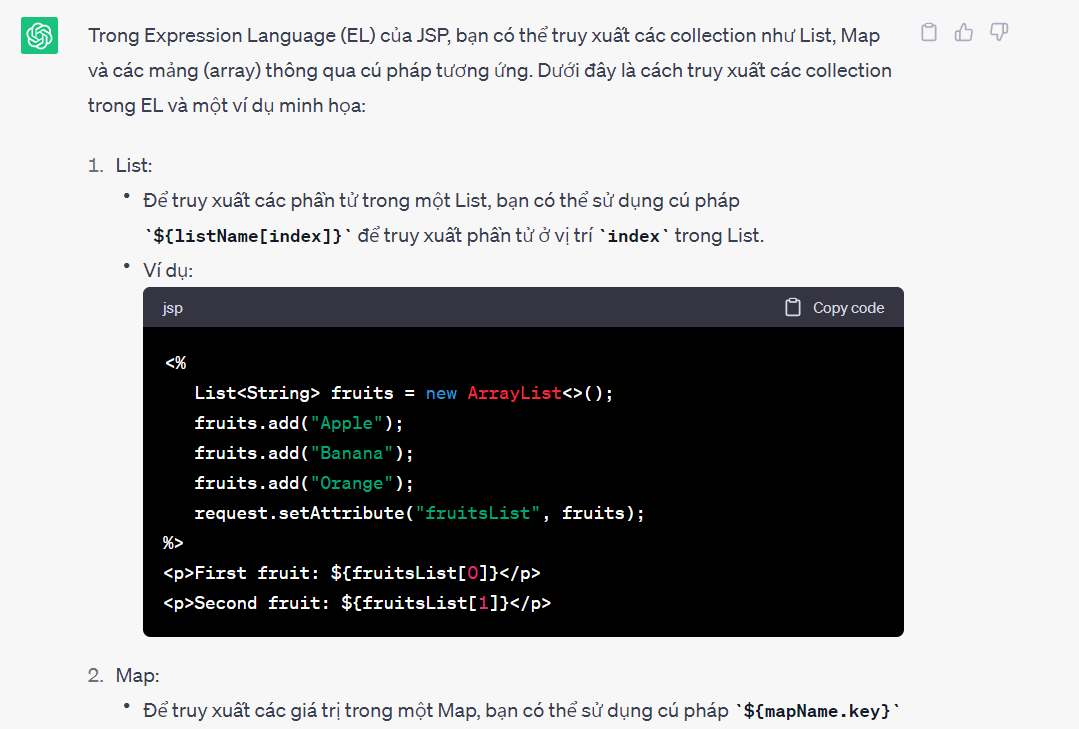 Trong Expression Language (EL) của JSP, bạn có thể truy xuất các collection như List, Map
và các mảng (array) thông qua cú pháp tương ứng. Dưới đây là cách truy xuất các collection
trong EL và một ví dụ minh họa:
1. List:
• Để truy xuất các phần tử trong một List, bạn có thể sử dụng cú pháp
`${listName[index]}` để truy xuất phần tử ở vị trí `index` trong List.
• Ví dụ:
jsp Copy code
<%
List<String> fruits = new ArrayList<>();
fruits.add("Apple");
fruits.add("Banana");
fruits.add("Orange");
request.setAttribute("fruitsList", fruits);
%>
<p>First fruit: ${fruitsList[0]}</p>
<p>Second fruit: ${fruitsList[1]}</p>
2. Map:
• Để truy xuất các giá trị trong một Map, bạn có thể sử dụng cú pháp `${mapName.key}`